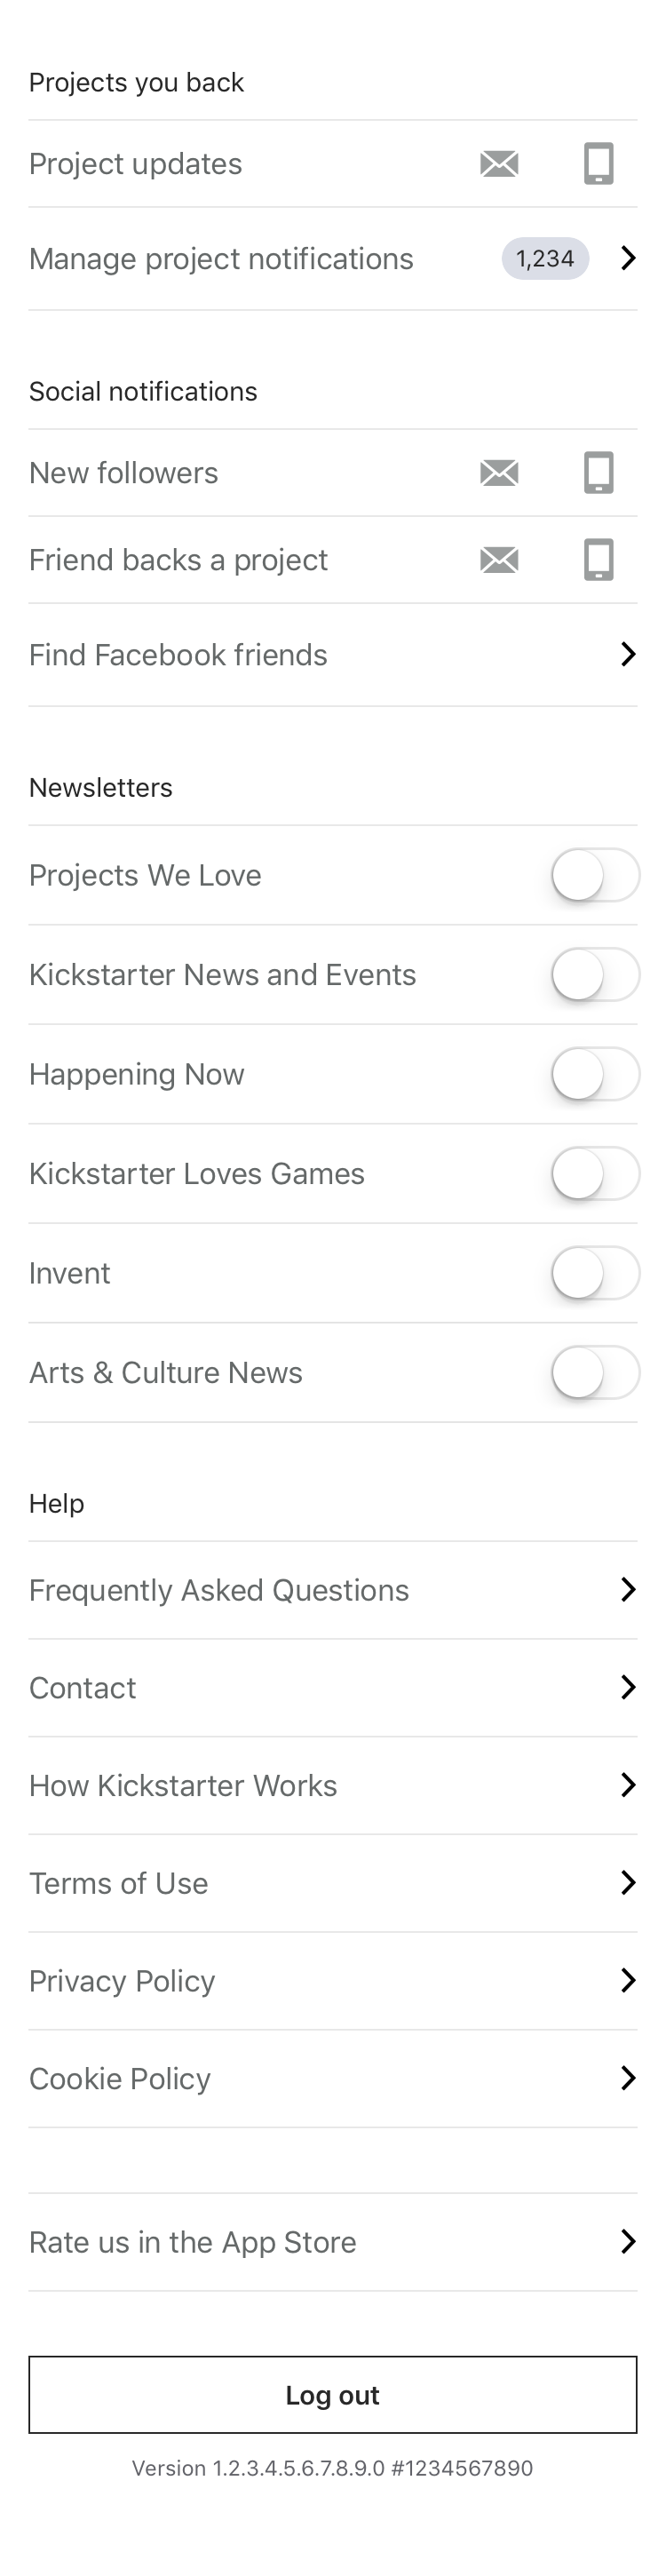 Projects you back
Project updates
Manage project notifications 1,234
Social notifications
New followers
Friend backs a project
Find Facebook friends
Newsletters
Projects We Love
Kickstarter News and Events
Happening Now
Kickstarter Loves Games
Invent
Arts & Culture News
Help
Frequently Asked Questions
Contact
How Kickstarter Works
Terms of Use
Privacy Policy
Cookie Policy
Rate us in the App Store
Log out
Version 1.2.3.4.5.6.7.8.9.0 #1234567890